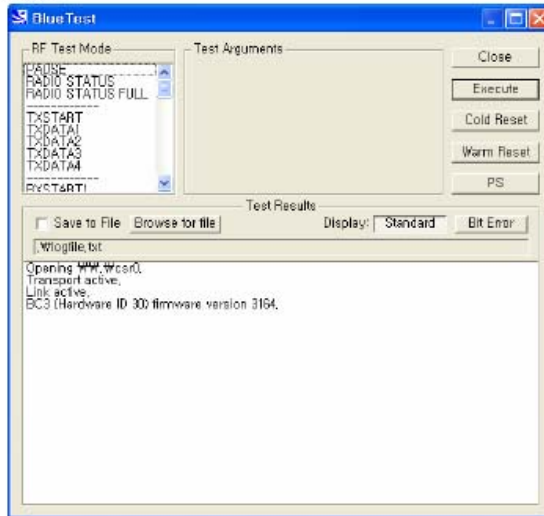 BlueTest
RF Test Mode
PAUSE
RADIO STATUS
RADIO STATUS FULL
------------
TXSTART
TXDATA1
TXDATA2
TXDATA3
TXDATA4
------------
RXSTART1
Test Arguments
Close
Execute
Cold Reset
Warm Reset
PS
Test Results
Save to File
Browse for file
Display:
Standard
Bit Error
.₩logfile.txt
Opening ₩₩.₩csr0.
Transport active.
Link active.
BC3 (Hardware ID 30) firmware version 3164.